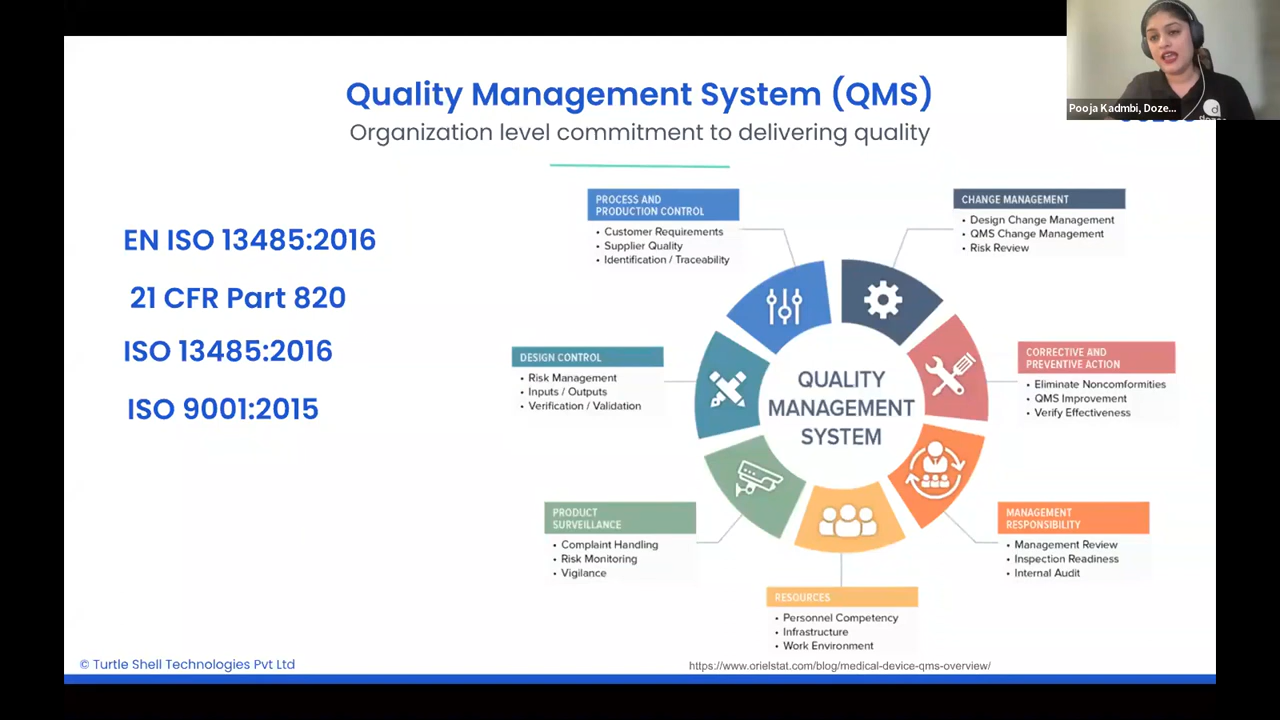 Quality Management System (QMS)
Organization level commitment to delivering quality
Pooja Kadmbi, Doze...
EN ISO 13485:2016
21 CFR Part 820
ISO 13485:2016
ISO 9001:2015
PROCESS AND
PRODUCTION CONTROL
• Customer Requirements
• Supplier Quality
• Identification / Traceability
CHANGE MANAGEMENT
• Design Change Management
• QMS Change Management
• Risk Review
DESIGN CONTROL
• Risk Management
• Inputs / Outputs
• Verification / Validation
QUALITY
MANAGEMENT
SYSTEM
CORRECTIVE AND
PREVENTIVE ACTION
• Eliminate Noncomformities
• QMS Improvement
• Verify Effectiveness
PRODUCT
SURVEILLANCE
• Complaint Handling
• Risk Monitoring
• Vigilance
MANAGEMENT
RESPONSIBILITY
• Management Review
• Inspection Readiness
• Internal Audit
RESOURCES
• Personnel Competency
• Infrastructure
• Work Environment
© Turtle Shell Technologies Pvt Ltd
https://www.orielstat.com/blog/medical-device-qms-overview/